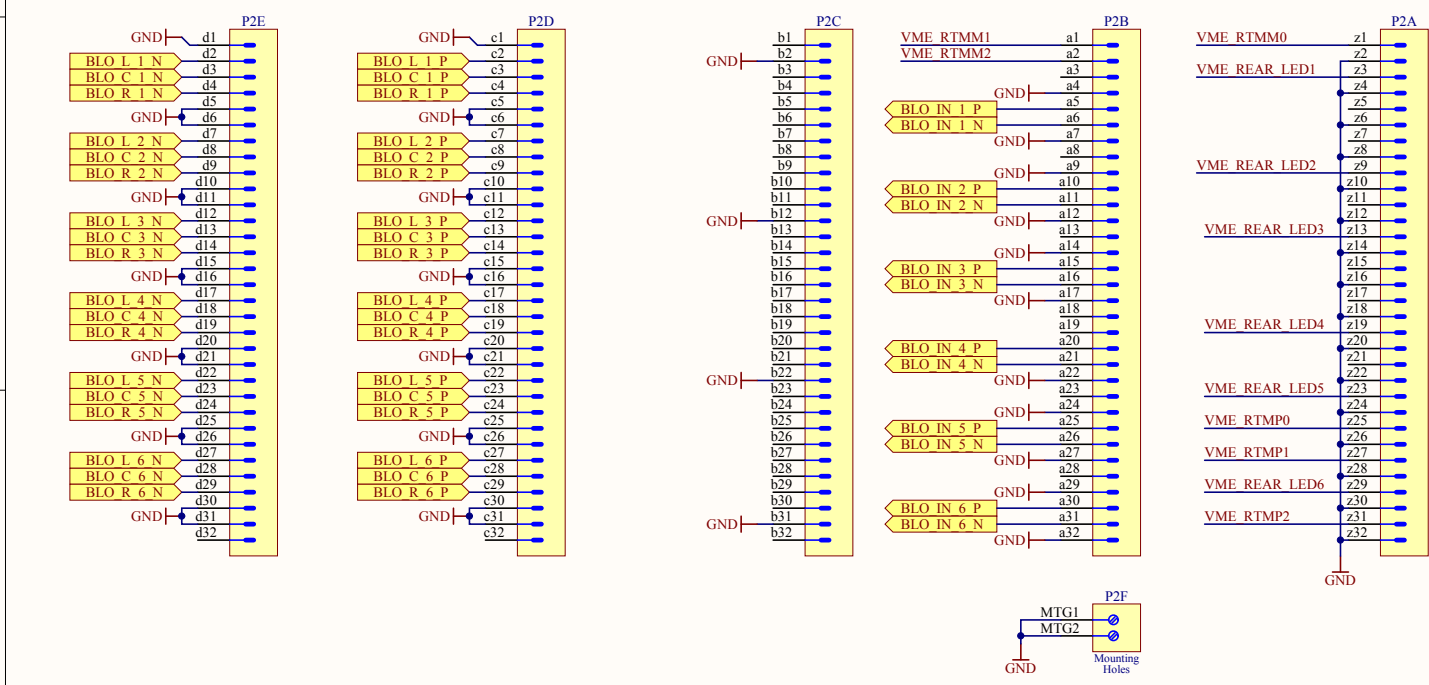 P2E
GND d1
BLO_L_1_N d2
BLO_C_1_N d3
BLO_R_1_N d4
d5
GND d6
BLO_L_2_N d7
BLO_C_2_N d8
BLO_R_2_N d9
d10
GND d11
BLO_L_3_N d12
BLO_C_3_N d13
BLO_R_3_N d14
d15
GND d16
BLO_L_4_N d17
BLO_C_4_N d18
BLO_R_4_N d19
d20
GND d21
BLO_L_5_N d22
BLO_C_5_N d23
BLO_R_5_N d24
d25
GND d26
BLO_L_6_N d27
BLO_C_6_N d28
BLO_R_6_N d29
d30
GND d31
d32
P2D
GND c1
BLO_L_1_P c2
BLO_C_1_P c3
BLO_R_1_P c4
c5
GND c6
BLO_L_2_P c7
BLO_C_2_P c8
BLO_R_2_P c9
c10
GND c11
BLO_L_3_P c12
BLO_C_3_P c13
BLO_R_3_P c14
c15
GND c16
BLO_L_4_P c17
BLO_C_4_P c18
BLO_R_4_P c19
c20
GND c21
BLO_L_5_P c22
BLO_C_5_P c23
BLO_R_5_P c24
c25
GND c26
BLO_L_6_P c27
BLO_C_6_P c28
BLO_R_6_P c29
c30
GND c31
c32
P2C
b1
GND b2
b3
b4
b5
b6
b7
b8
b9
b10
b11
GND b12
b13
b14
b15
b16
b17
b18
b19
b20
b21
GND b22
b23
b24
b25
b26
b27
b28
b29
b30
GND b31
b32
P2B
VME_RTMM1 a1
VME_RTMM2 a2
a3
GND a4
BLO_IN_1_P a5
BLO_IN_1_N a6
GND a7
a8
GND a9
BLO_IN_2_P a10
BLO_IN_2_N a11
GND a12
a13
GND a14
BLO_IN_3_P a15
BLO_IN_3_N a16
GND a17
a18
a19
BLO_IN_4_P a20
BLO_IN_4_N a21
GND a22
a23
GND a24
BLO_IN_5_P a25
BLO_IN_5_N a26
GND a27
a28
GND a29
BLO_IN_6_P a30
BLO_IN_6_N a31
GND a32
P2A
VME_RTMM0 z1
z2
VME_REAR_LED1 z3
z4
z5
z6
z7
z8
VME_REAR_LED2 z9
z10
z11
z12
VME_REAR_LED3 z13
z14
z15
z16
z17
z18
VME_REAR_LED4 z19
z20
z21
z22
VME_REAR_LED5 z23
z24
VME_RTMP0 z25
z26
VME_RTMP1 z27
z28
VME_REAR_LED6 z29
z30
VME_RTMP2 z31
z32
GND
P2F
MTG1
MTG2
GND
Mounting
Holes